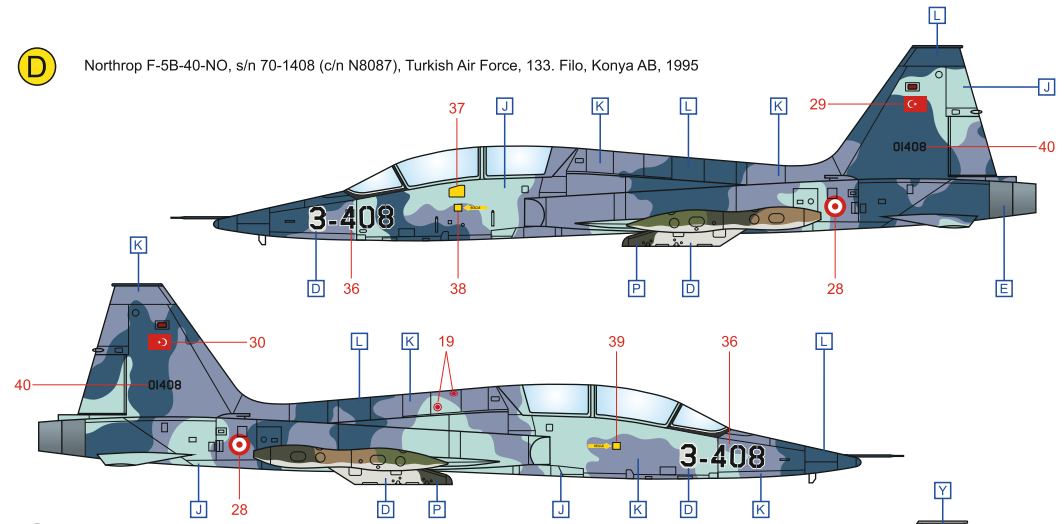 L
D Northrop F-5B-40-NO, s/n 70-1408 (c/n N8087), Turkish Air Force, 133. Filo, Konya AB, 1995
J
37 J K L K 29
01408 40
3-408
D 36 38 P D 28 E
K
30 L K 19 39 36 L
40 01408
3-408
J 28 D P J K D K
Y